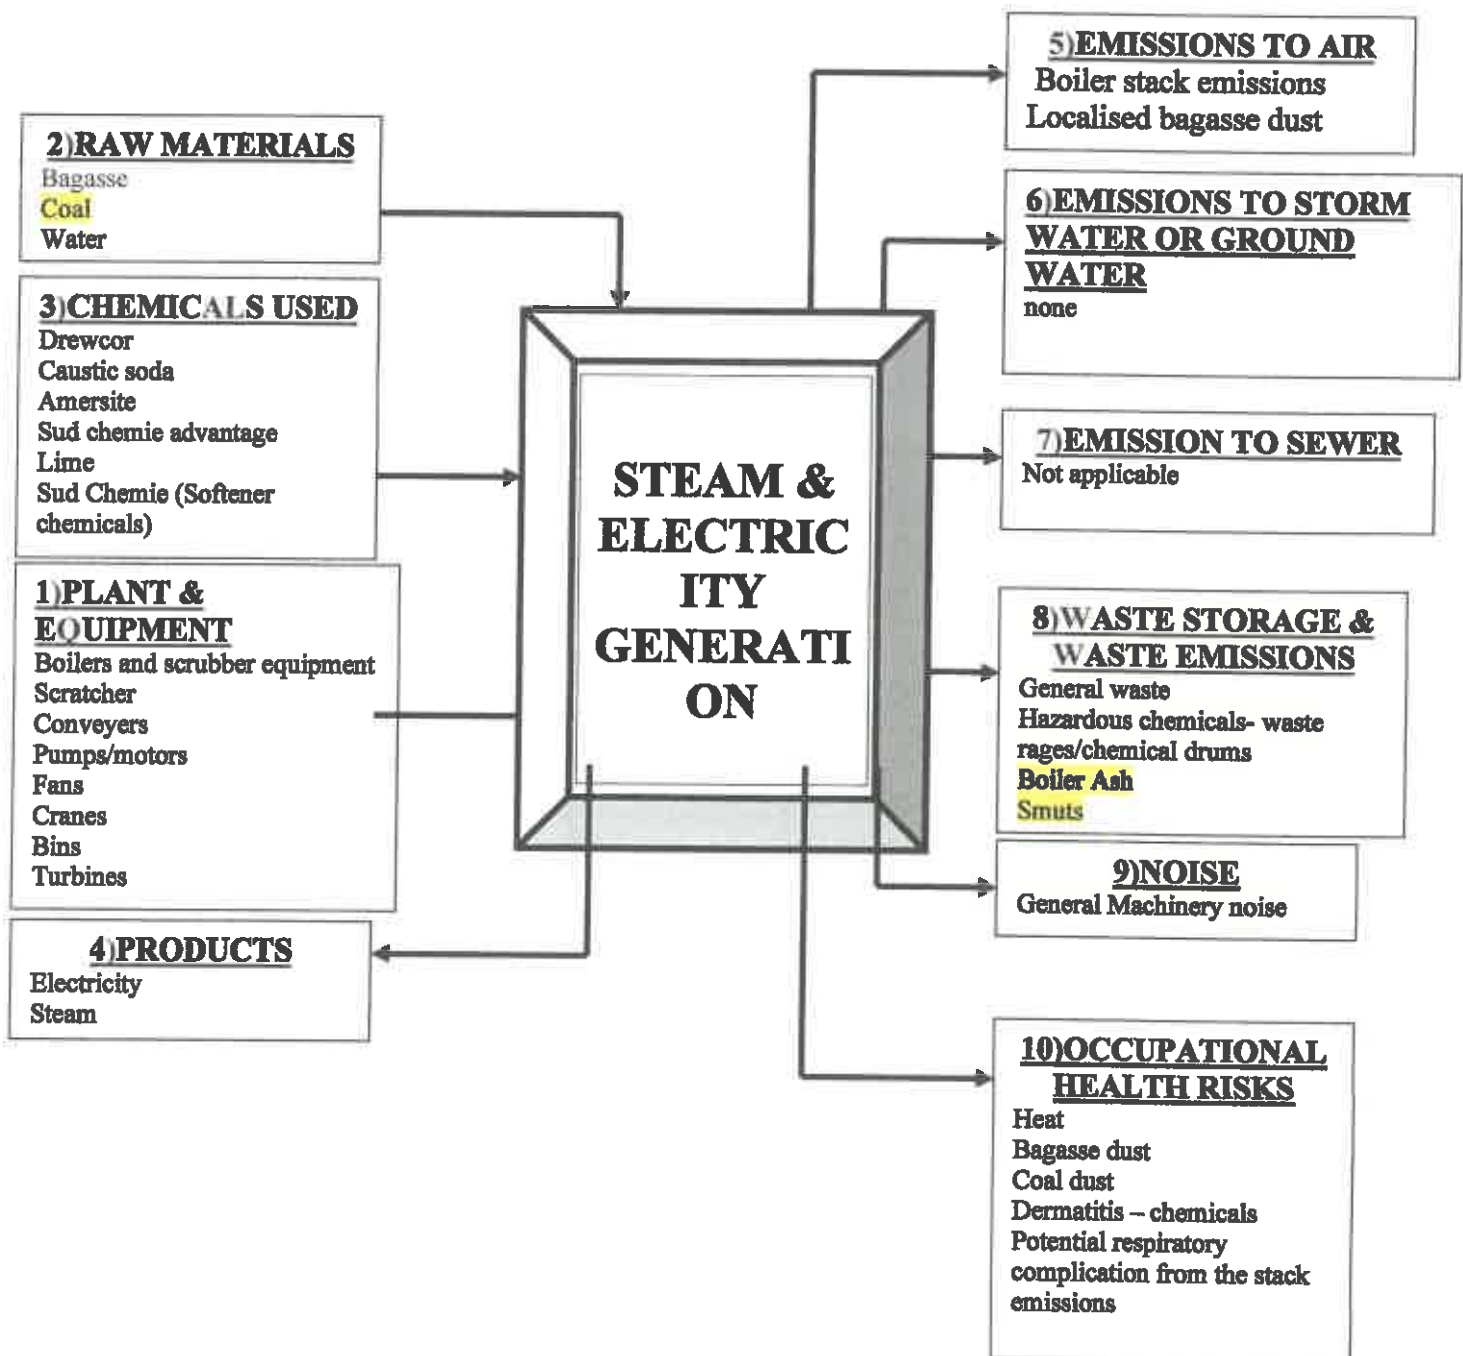 2)RAW MATERIALS
Bagasse
Coal
Water
3)CHEMICALS USED
Drewcor
Caustic soda
Amersite
Sud chemie advantage
Lime
Sud Chemie (Softener
chemicals)
1)PLANT &
EQUIPMENT
Boilers and scrubber equipment
Scratcher
Conveyers
Pumps/motors
Fans
Cranes
Bins
Turbines
4)PRODUCTS
Electricity
Steam
STEAM &
ELECTRIC
ITY
GENERATI
ON
5)EMISSIONS TO AIR
Boiler stack emissions
Localised bagasse dust
6)EMISSIONS TO STORM
WATER OR GROUND
WATER
none
7)EMISSION TO SEWER
Not applicable
8)WASTE STORAGE &
WASTE EMISSIONS
General waste
Hazardous chemicals- waste
rages/chemical drums
Boiler Ash
Smuts
9)NOISE
General Machinery noise
10)OCCUPATIONAL
HEALTH RISKS
Heat
Bagasse dust
Coal dust
Dermatitis – chemicals
Potential respiratory
complication from the stack
emissions